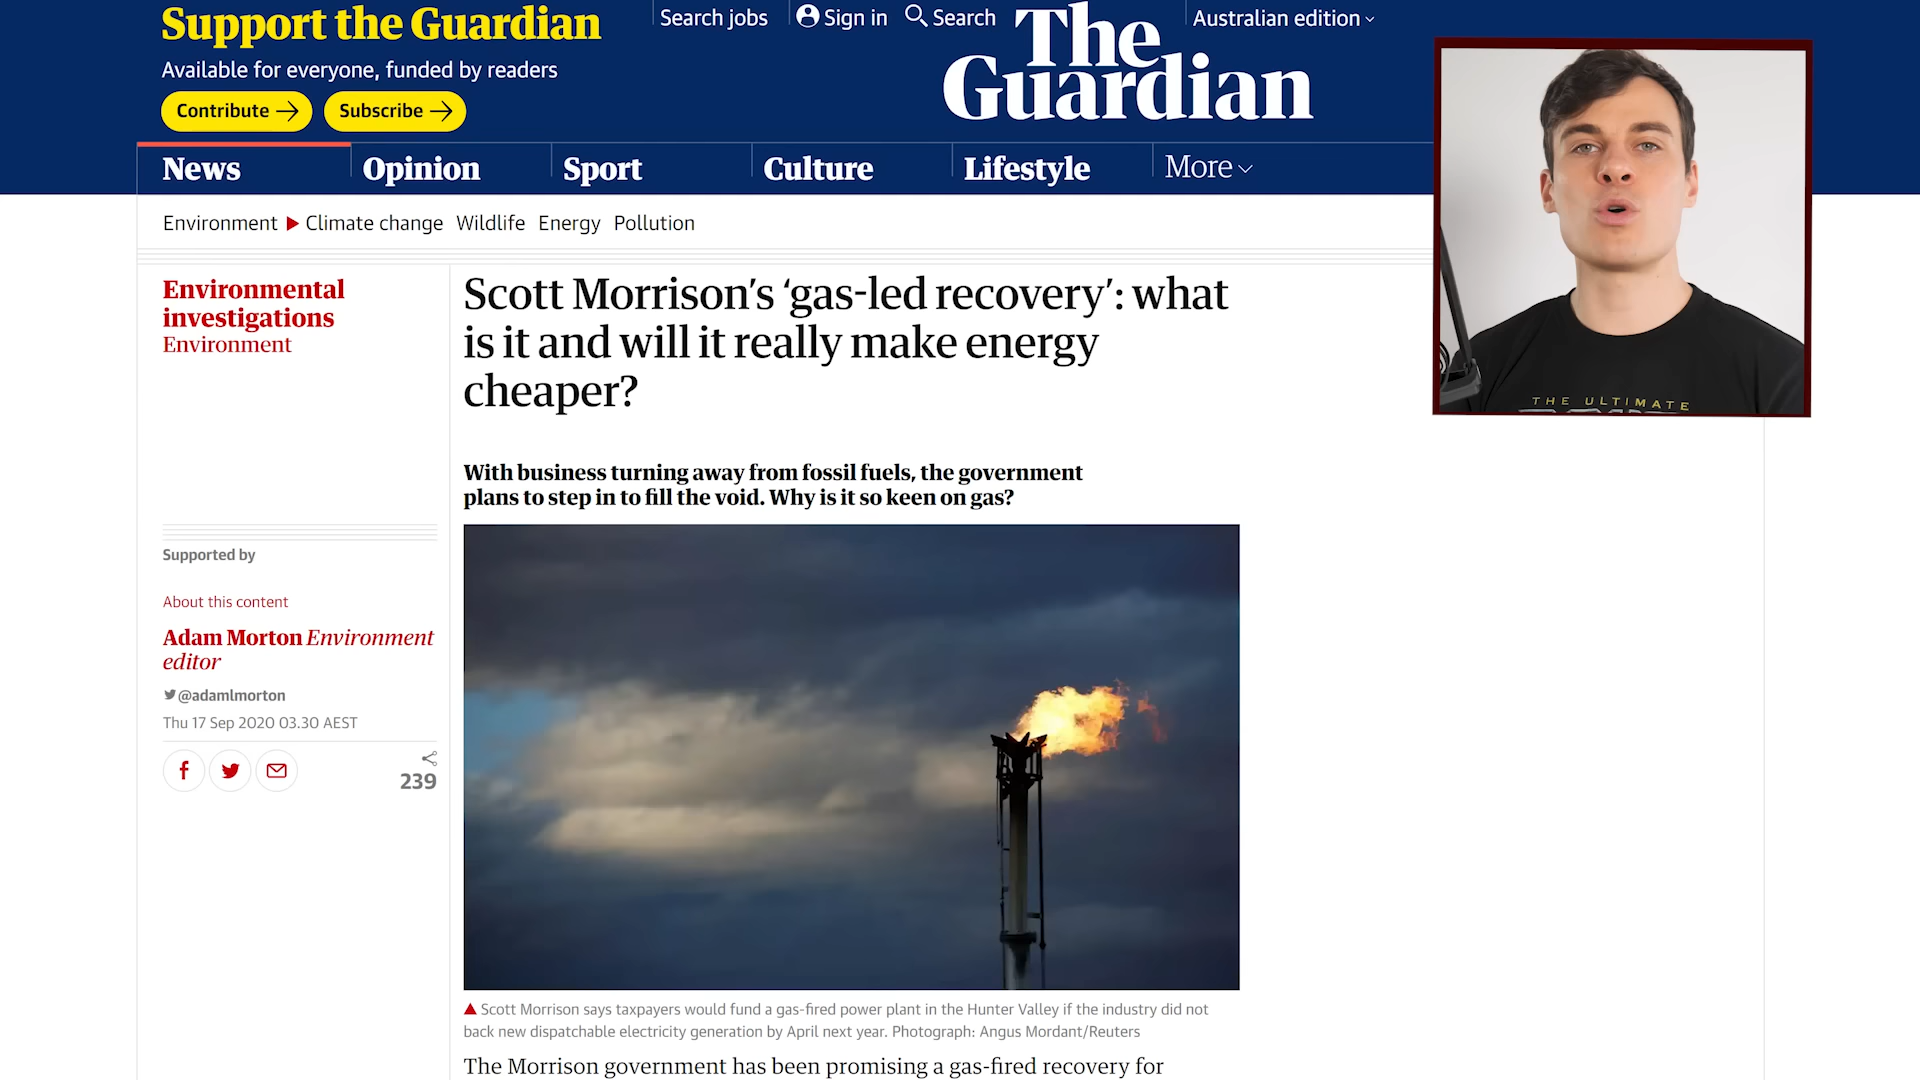 Support the Guardian
Available for everyone, funded by readers
Contribute
Subscribe
Search jobs
Sign in
Search
The
Guardian
Australian edition
News
Opinion
Sport
Culture
Lifestyle
More
Environment
Climate change
Wildlife
Energy
Pollution
Environmental
investigations
Environment
Scott Morrison's ‘gas-led recovery’: what
is it and will it really make energy
cheaper?
With business turning away from fossil fuels, the government
plans to step in to fill the void. Why is it so keen on gas?
Supported by
About this content
Adam Morton Environment
editor
@adamlmorton
Thu 17 Sep 2020 03.30 AEST
239
Scott Morrison says taxpayers would fund a gas-fired power plant in the Hunter Valley if the industry did not
back new dispatchable electricity generation by April next year. Photograph: Angus Mordant/Reuters
The Morrison government has been promising a gas-fired recovery for
THE ULTIMATE